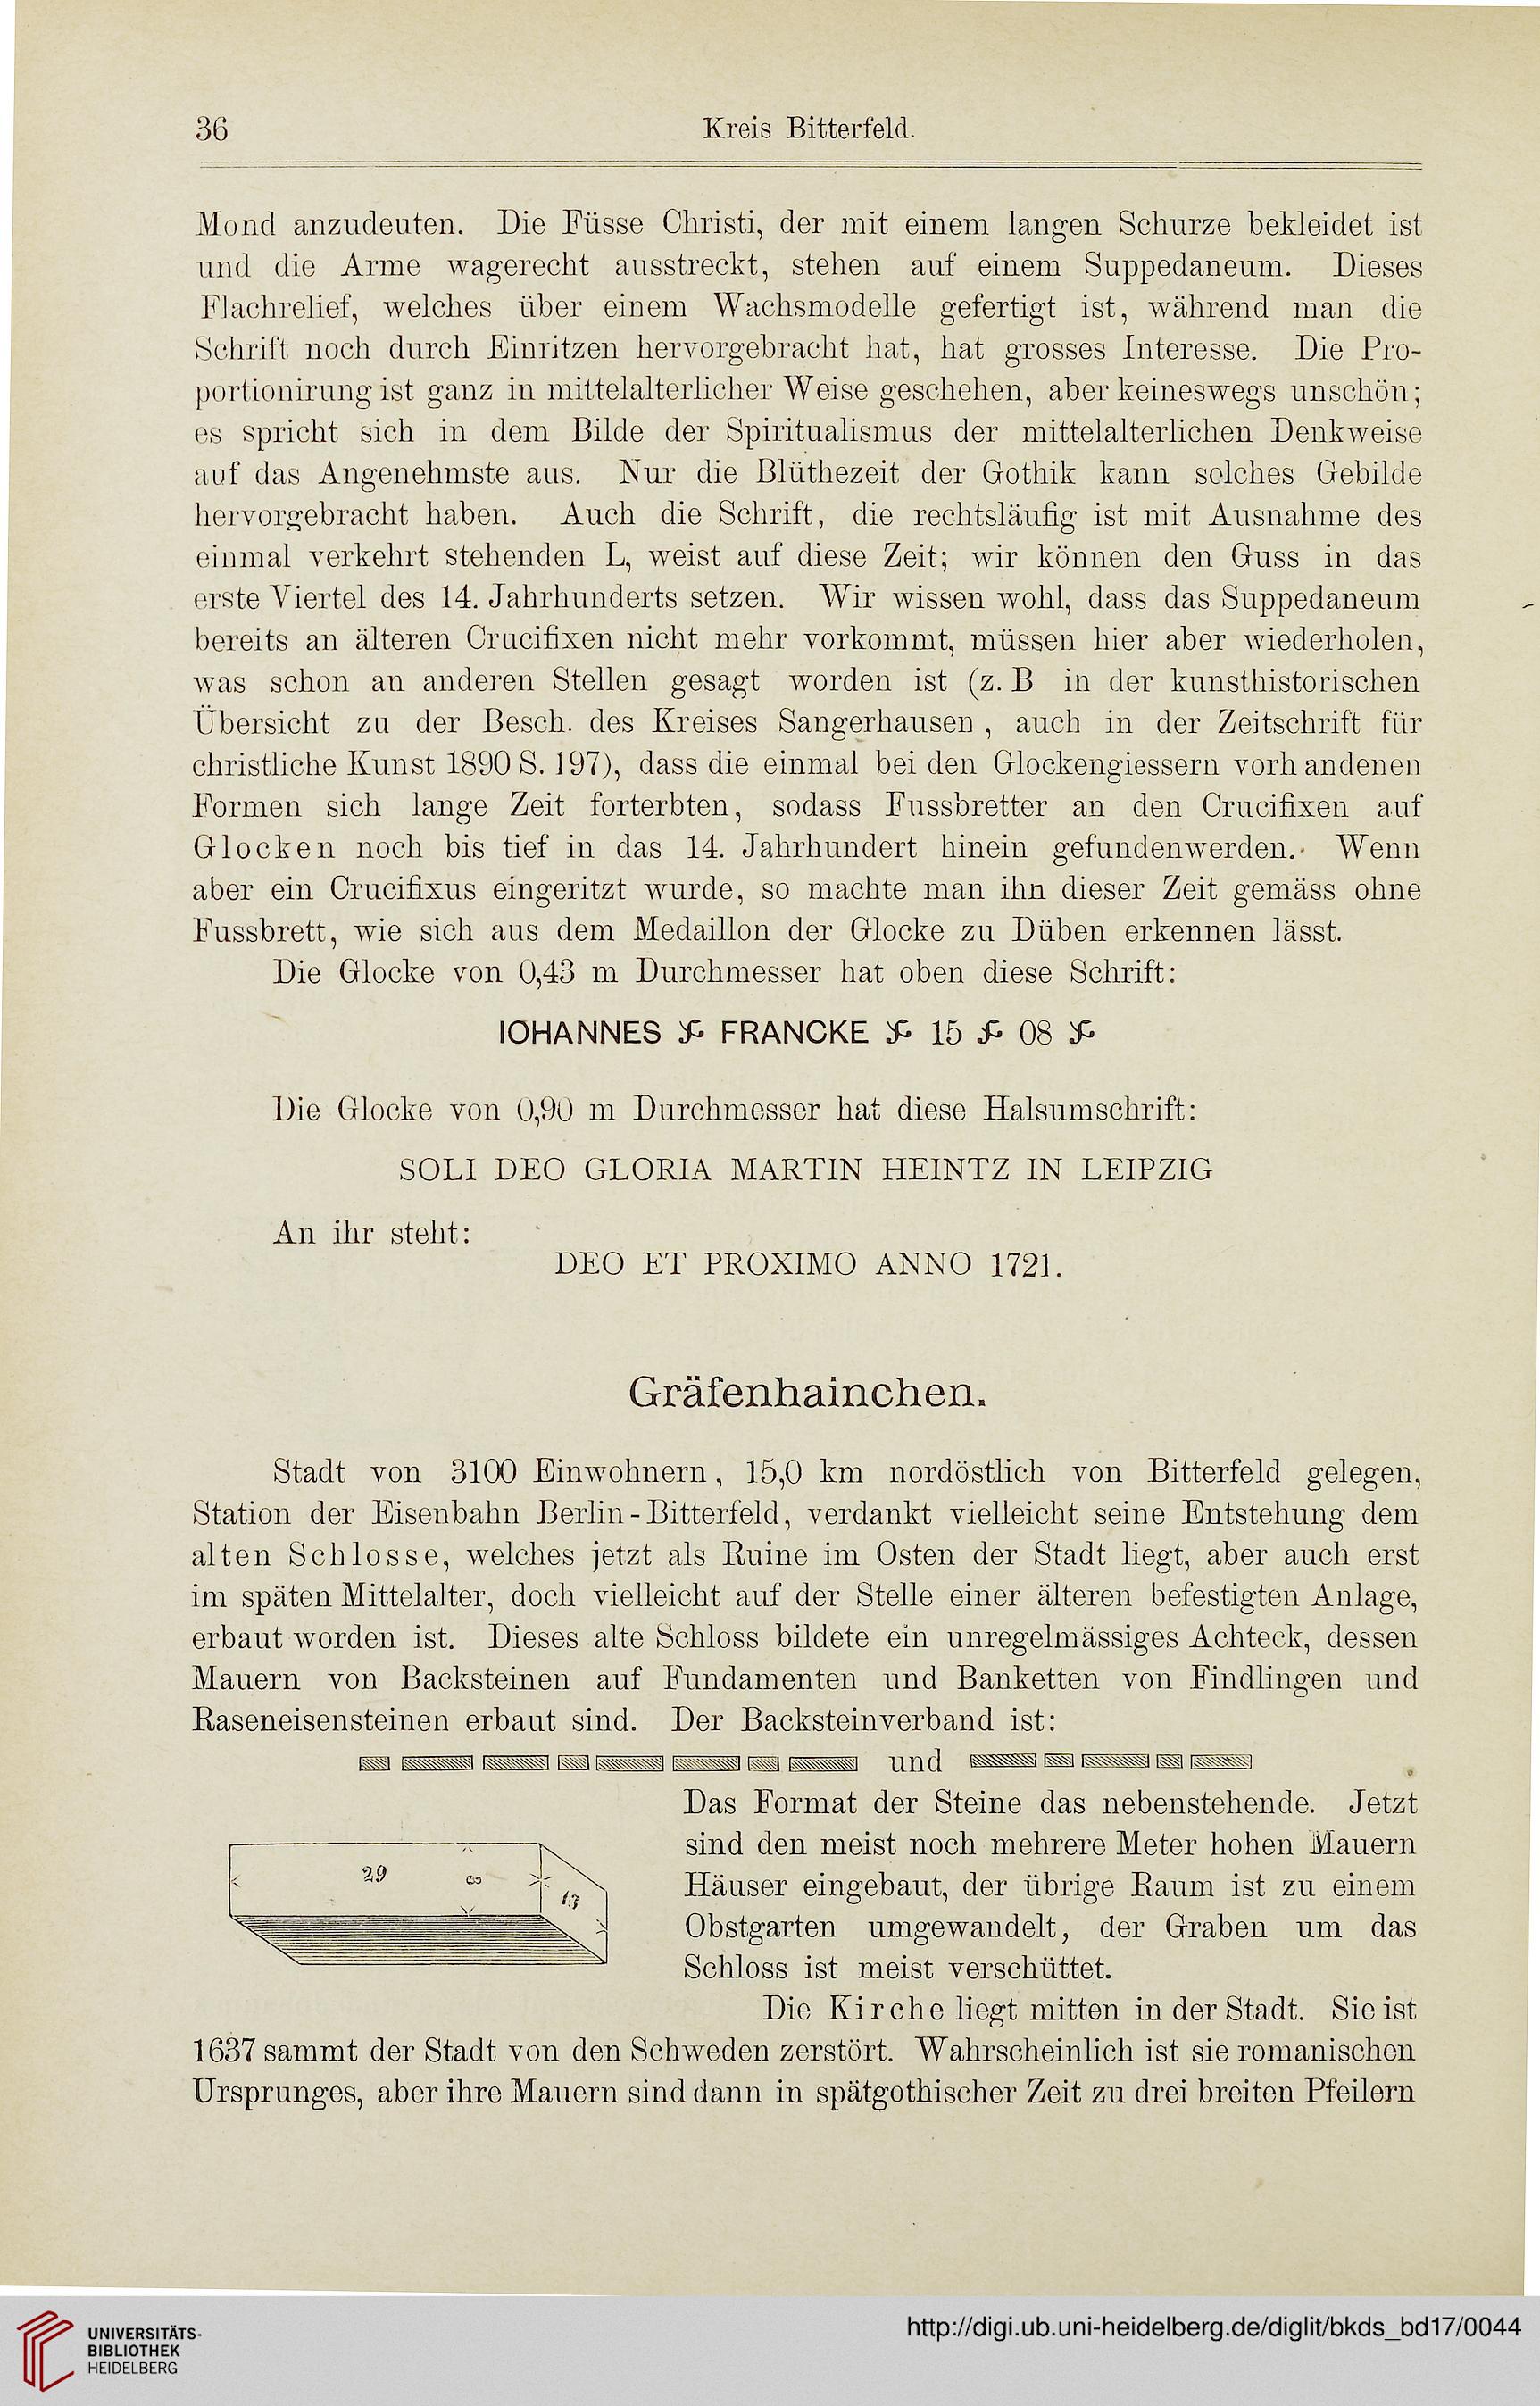 36 Kreis Bitterfeld.
Mond anzudeuten. Die Füsse Christi, der mit einem langen Schurze bekleidet ist
und die Arme wagerecht ausstreckt, stehen auf einem Suppedaneum. Dieses
Flachrelief, welches über einem Wachsmodelle gefertigt ist, während man die
Schrift noch durch Einritzen hervorgebracht hat, hat grosses Interesse. Die Pro-
portionirung ist ganz in mittelalterlicher Weise geschehen, aber keineswegs unschön;
es spricht sich in dem Bilde der Spiritualismus der mittelalterlichen Denkweise
auf das Angenehmste aus. Nur die Blüthezeit der Gothik kann solches Gebilde
hervorgebracht haben. Auch die Schrift, die rechtsläufig ist mit Ausnahme des
einmal verkehrt stehenden L, weist auf diese Zeit; wir können den Guss in das
erste Viertel des 14. Jahrhunderts setzen. Wir wissen wohl, dass das Suppedaneum
bereits an älteren Crucifixen nicht mehr vorkommt, müssen hier aber wiederholen,
was schon an anderen Stellen gesagt worden ist (z. B in der kunsthistorischen
Übersicht zu der Besch. des Kreises Sangerhausen , auch in der Zeitschrift für
christliche Kunst 1890 S. 197), dass die einmal bei den Glockengiessern vorhandenen
Formen sich lange Zeit forterbten, sodass Fussbretter an den Crucifixen auf
Glocken noch bis tief in das 14. Jahrhundert hinein gefundenwerden. Wenn
aber ein Crucifixus eingeritzt wurde, so machte man ihn dieser Zeit gemäss ohne
Fussbrett, wie sich aus dem Medaillon der Glocke zu Düben erkennen lässt.
Die Glocke von 0,43 m Durchmesser hat oben diese Schrift:
IOHANNES FRANCKE 15 08
Die Glocke von 0,90 m Durchmesser hat diese Halsumschrift:
SOLI DEO GLORIA MARTIN HEINTZ IN LEIPZIG
An ihr steht:
DEO ET PROXIMO ANNO 1721.
Gräfenhainchen.
Stadt von 3100 Einwohnern, 15,0 km nordöstlich von Bitterfeld gelegen,
Station der Eisenbahn Berlin-Bitterfeld, verdankt vielleicht seine Entstehung dem
alten Schlosse, welches jetzt als Ruine im Osten der Stadt liegt, aber auch erst
im späten Mittelalter, doch vielleicht auf der Stelle einer älteren befestigten Anlage,
erbaut worden ist. Dieses alte Schloss bildete ein unregelmässiges Achteck, dessen
Mauern von Backsteinen auf Fundamenten und Banketten von Findlingen und
Raseneisensteinen erbaut sind. Der Backsteinverband ist:
und
Das Format der Steine das nebenstehende. Jetzt
sind den meist noch mehrere Meter hohen Mauern
Häuser eingebaut, der übrige Raum ist zu einem
Obstgarten umgewandelt, der Graben um das
Schloss ist meist verschüttet.
29 8 13
Die Kirche liegt mitten in der Stadt. Sie ist
1637 sammt der Stadt von den Schweden zerstört. Wahrscheinlich ist sie romanischen
Ursprunges, aber ihre Mauern sind dann in spätgothischer Zeit zu drei breiten Pfeilern
UNIVERSITÄTS-
BIBLIOTHEK
HEIDELBERG
http://digi.ub.uni-heidelberg.de/diglit/bkds_bd17/0044